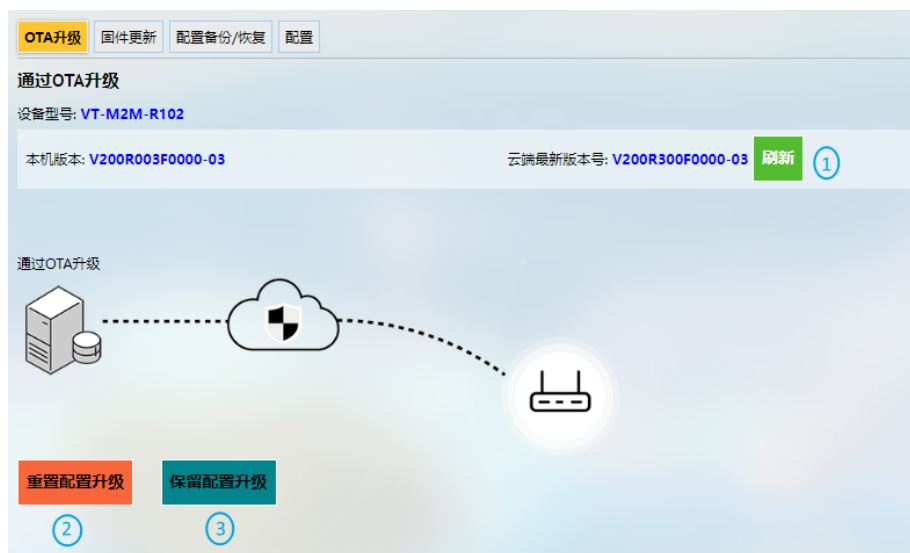 OTA升级 固件更新 配置备份/恢复 配置
通过OTA升级
设备型号: VT-M2M-R102
本机版本: V200R003F0000-03 云端最新版本号: V200R300F0000-03 刷新 1
通过OTA升级
重置配置升级 保留配置升级
2 3